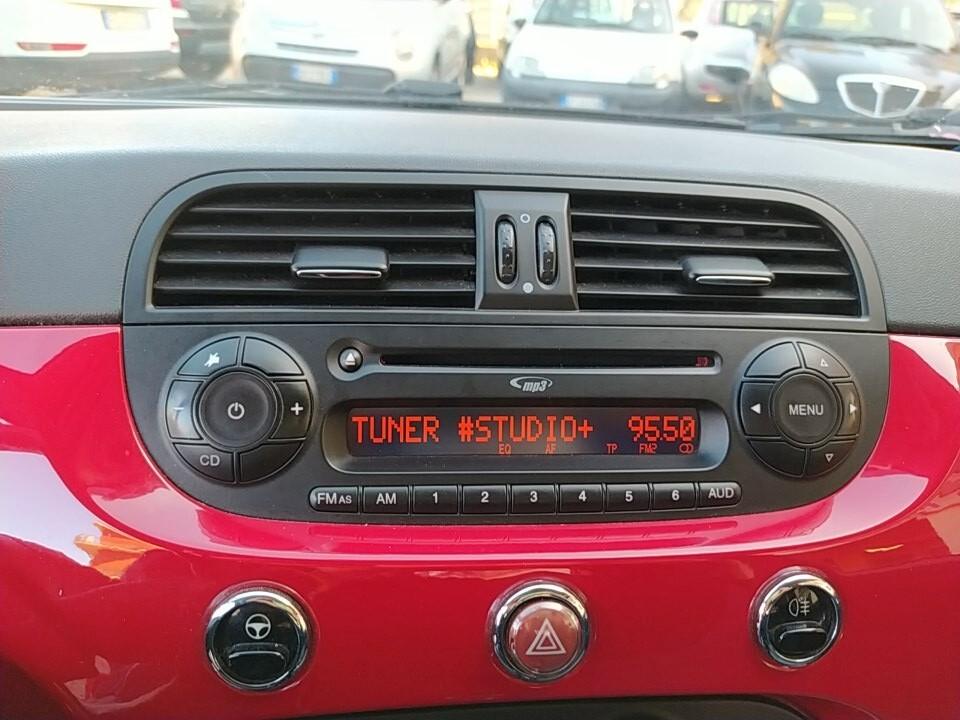 mp3
TUNER #STUDIO+ 95.50
EQ AF TP FM2
CD
MENU
FM AS AM 1 2 3 4 5 6 AUD